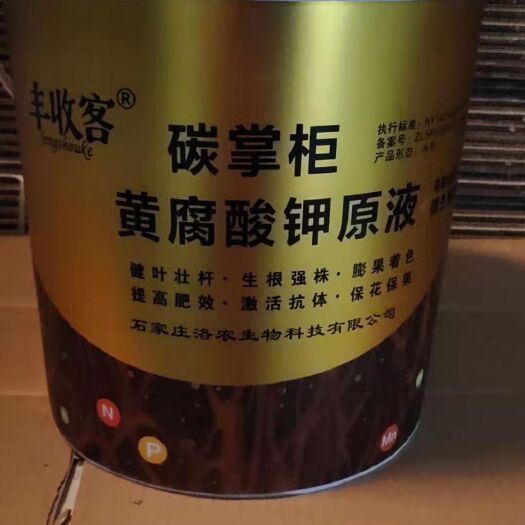 丰收客®
fengshouke
碳掌柜
黄腐酸钾原液
执行标准：NY
备案号：
产品形态：水
健叶壮杆·生根强株·膨果着色
提高肥效·激活抗体·保花保果
石家庄洛农生物科技有限公司
N
P
Mn